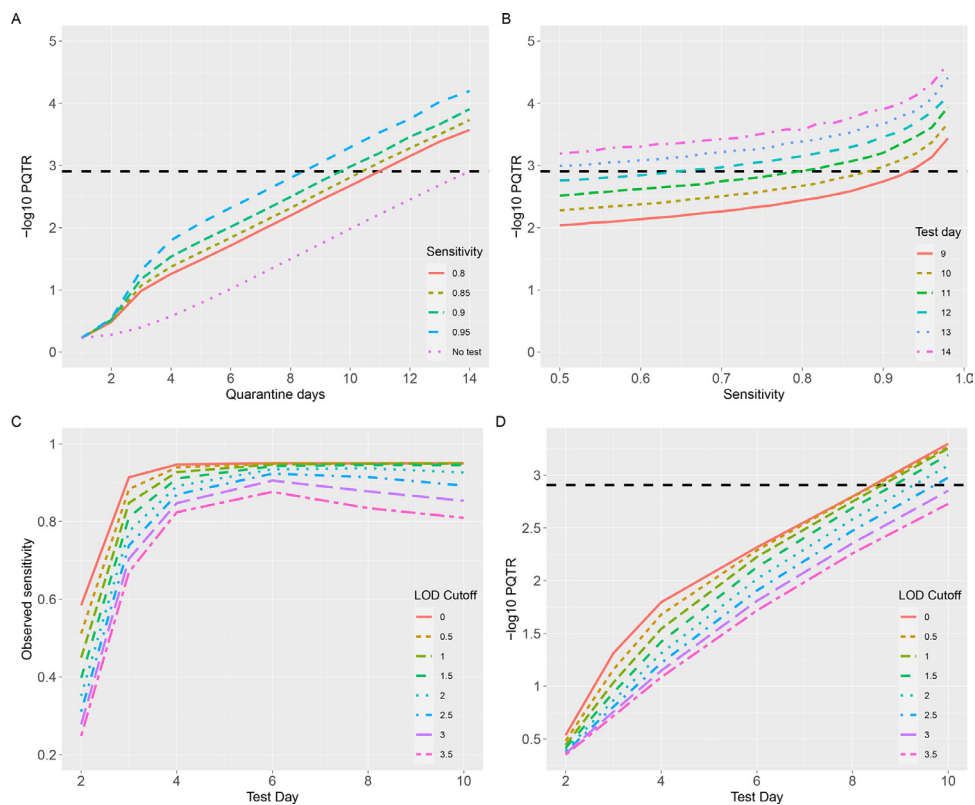 A
5
4
3
2
1
0
−log10 PQTR
Sensitivity
0.8
0.85
0.9
0.95
No test
2 4 6 8 10 12 14
Quarantine days
B
5
4
3
2
1
0
−log10 PQTR
Test day
9
10
11
12
13
14
0.5 0.6 0.7 0.8 0.9 1.0
Sensitivity
C
1
0.8
0.6
0.4
0.2
Observed sensitivity
LOD Cutoff
0
0.5
1
1.5
2
2.5
3
3.5
2 4 6 8 10
Test Day
D
3
2.5
2
1.5
1
0.5
−log10 PQTR
LOD Cutoff
0
0.5
1
1.5
2
2.5
3
3.5
2 4 6 8 10
Test Day